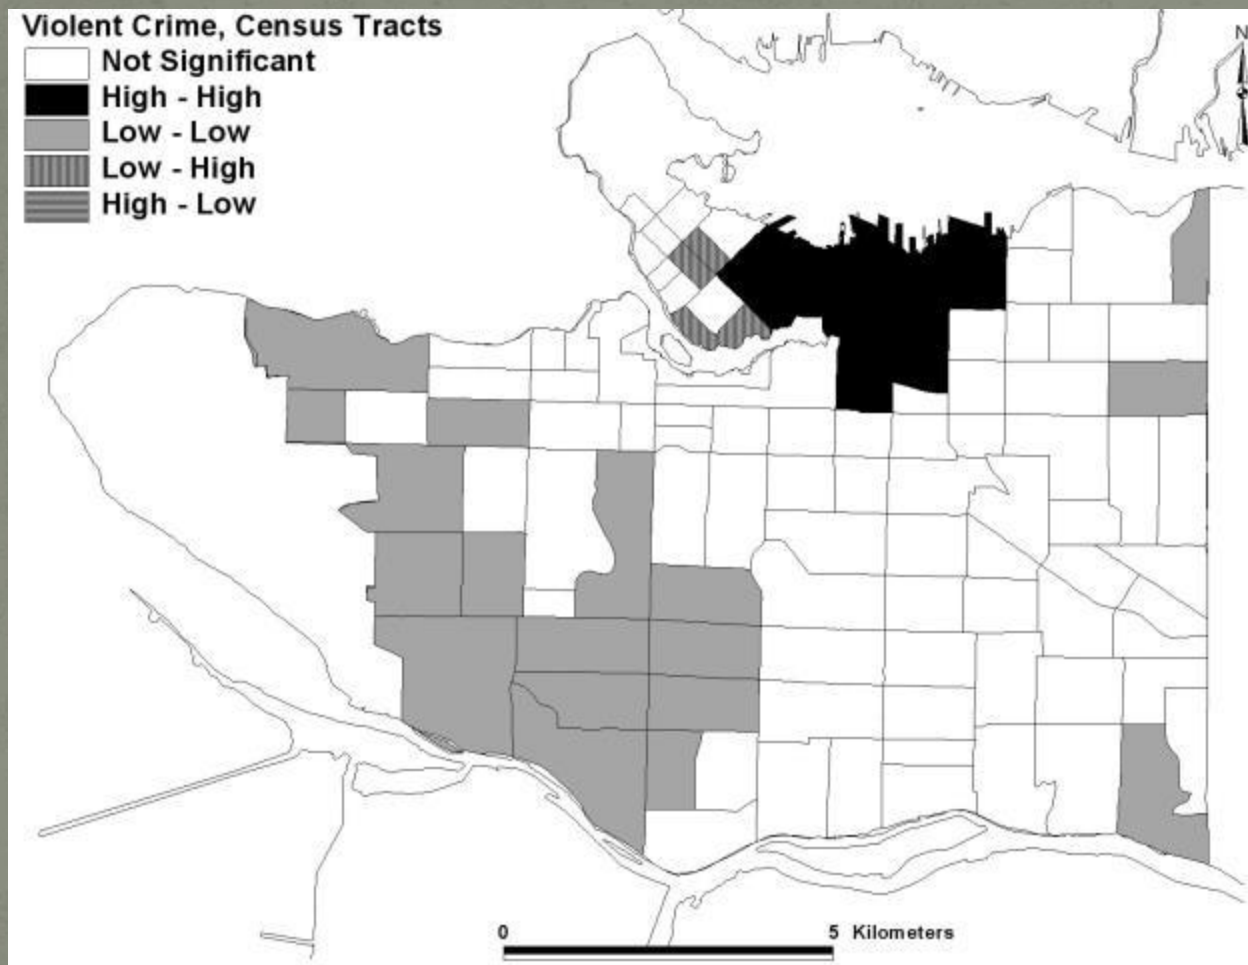 Violent Crime, Census Tracts
Not Significant
High - High
Low - Low
Low - High
High - Low
N
0 5 Kilometers